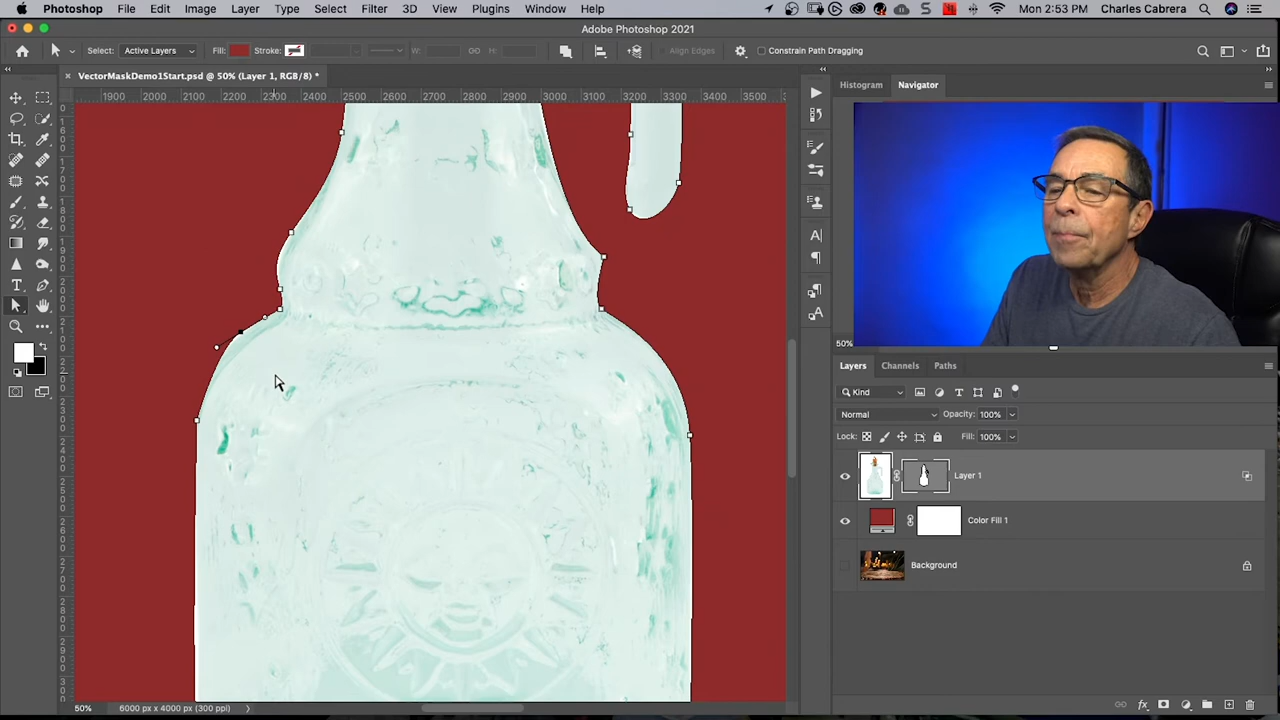 Photoshop File Edit Image Layer Type Select Filter 3D View Plugins Window Help Mon 2:53 PM Charles Cabrera
Adobe Photoshop 2021
Select: Active Layers Fill: Stroke: W: H: Align Edges Constrain Path Dragging
VectorMaskDemo1Start.psd @ 50% (Layer 1, RGB/8) *
1900 2000 2100 2200 2300 2400 2500 2600 2700 2800 2900 3000 3100 3200 3300 3400 3500
Histogram Navigator
50%
Layers Channels Paths
Kind
Normal Opacity: 100%
Lock: Fill: 100%
Layer 1
Color Fill 1
Background
50% 6000 px x 4000 px (300 ppi)